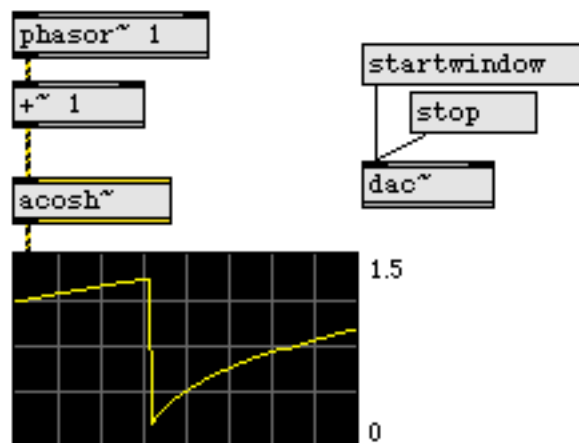 phasor~ 1
+~ 1
acosh~
startwindow
stop
dac~
1.5
0